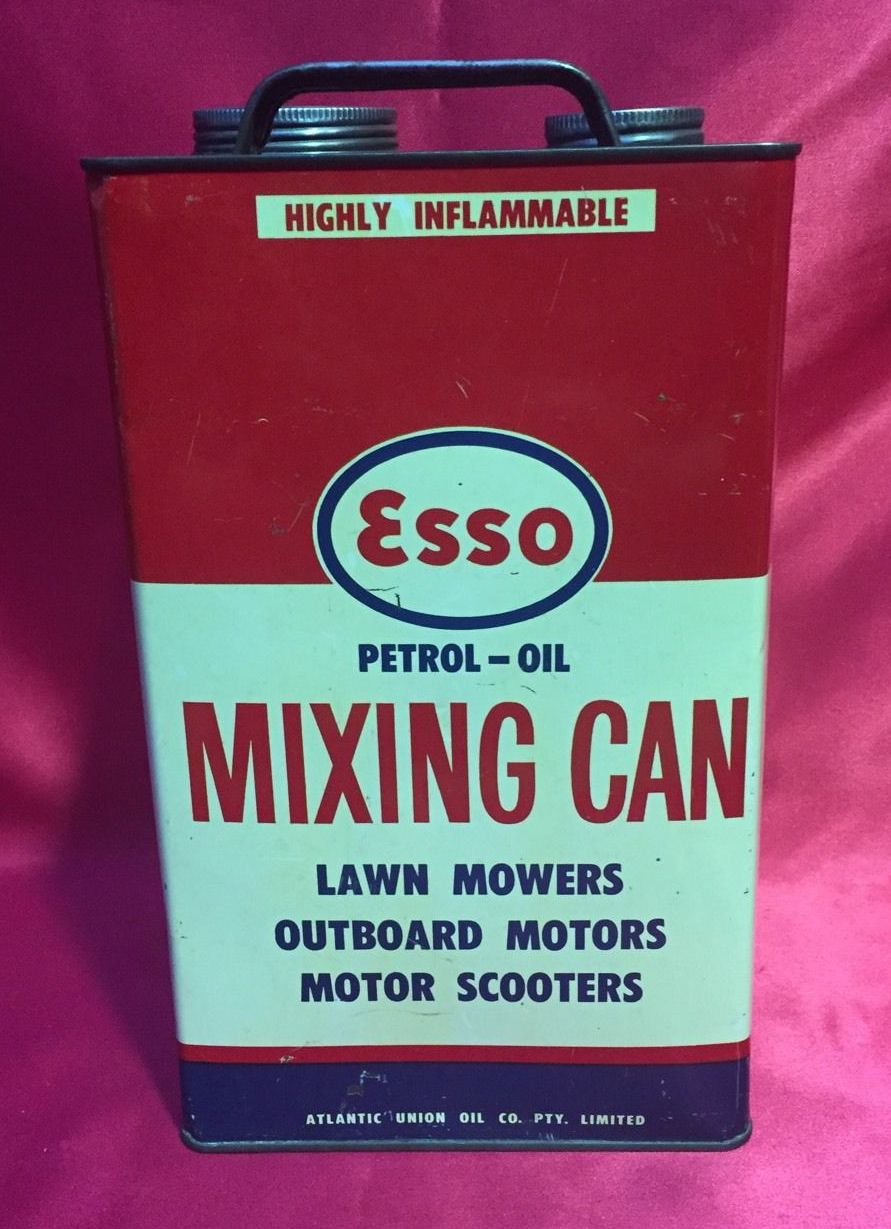 HIGHLY INFLAMMABLE
Esso
PETROL – OIL
MIXING CAN
LAWN MOWERS
OUTBOARD MOTORS
MOTOR SCOOTERS
ATLANTIC UNION OIL CO. PTY. LIMITED